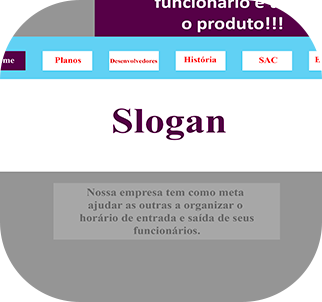 funcionário e
o produto!!!
Planos Desenvolvedores História SAC
Slogan
Nossa empresa tem como meta
ajudar as outras a organizar o
horário de entrada e saída de seus
funcionários.